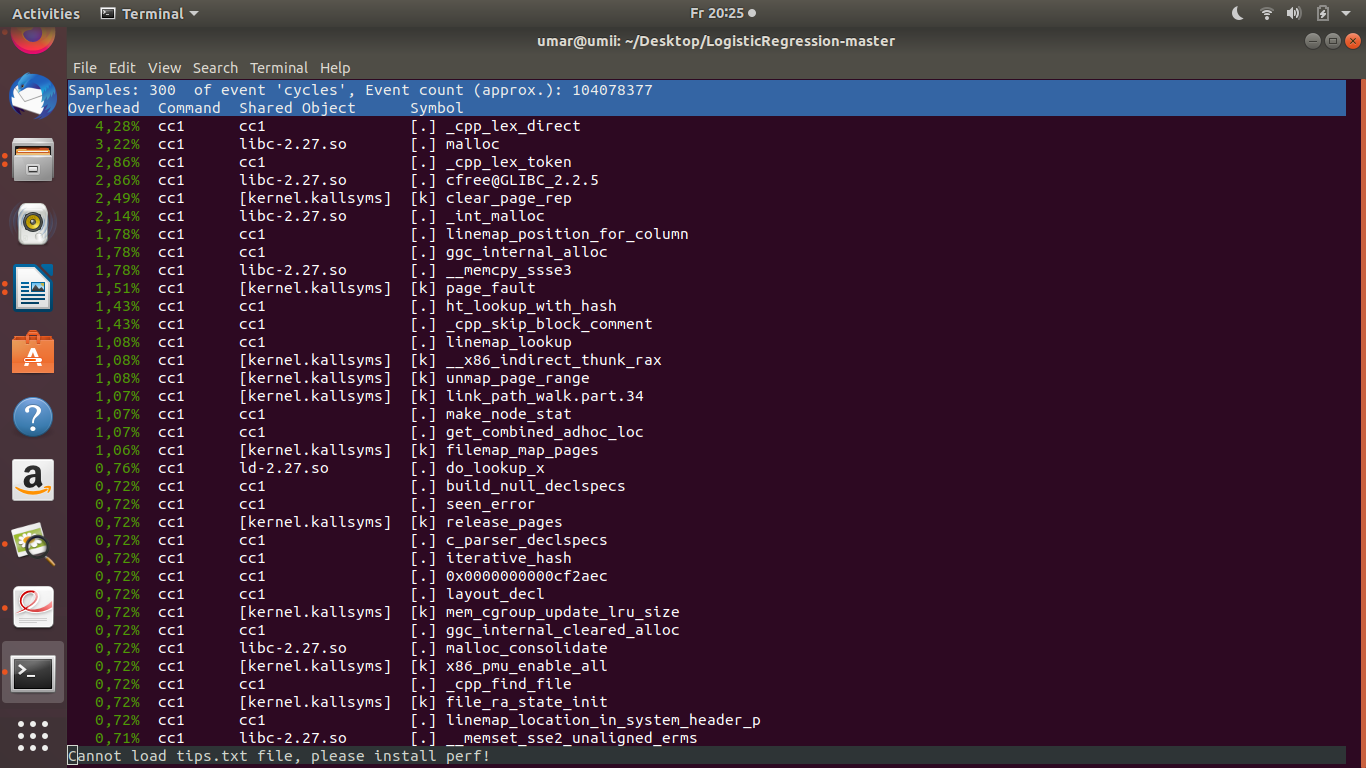 Activities Terminal Fr 20:25
umar@umii: ~/Desktop/LogisticRegression-master
File Edit View Search Terminal Help
Samples: 300  of event 'cycles', Event count (approx.): 104078377
Overhead  Command  Shared Object      Symbol
4,28%  cc1      cc1                [.] _cpp_lex_direct
3,22%  cc1      libc-2.27.so       [.] malloc
2,86%  cc1      cc1                [.] _cpp_lex_token
2,86%  cc1      libc-2.27.so       [.] cfree@GLIBC_2.2.5
2,49%  cc1      [kernel.kallsyms]  [k] clear_page_rep
2,14%  cc1      libc-2.27.so       [.] _int_malloc
1,78%  cc1      cc1                [.] linemap_position_for_column
1,78%  cc1      cc1                [.] ggc_internal_alloc
1,78%  cc1      libc-2.27.so       [.] __memcpy_ssse3
1,51%  cc1      [kernel.kallsyms]  [k] page_fault
1,43%  cc1      cc1                [.] ht_lookup_with_hash
1,43%  cc1      cc1                [.] _cpp_skip_block_comment
1,08%  cc1      cc1                [.] linemap_lookup
1,08%  cc1      [kernel.kallsyms]  [k] __x86_indirect_thunk_rax
1,08%  cc1      [kernel.kallsyms]  [k] unmap_page_range
1,07%  cc1      [kernel.kallsyms]  [k] link_path_walk.part.34
1,07%  cc1      cc1                [.] make_node_stat
1,07%  cc1      cc1                [.] get_combined_adhoc_loc
1,06%  cc1      [kernel.kallsyms]  [k] filemap_map_pages
0,76%  cc1      ld-2.27.so         [.] do_lookup_x
0,72%  cc1      cc1                [.] build_null_declspecs
0,72%  cc1      cc1                [.] seen_error
0,72%  cc1      [kernel.kallsyms]  [k] release_pages
0,72%  cc1      cc1                [.] c_parser_declspecs
0,72%  cc1      cc1                [.] iterative_hash
0,72%  cc1      cc1                [.] 0x0000000000cf2aec
0,72%  cc1      cc1                [.] layout_decl
0,72%  cc1      [kernel.kallsyms]  [k] mem_cgroup_update_lru_size
0,72%  cc1      cc1                [.] ggc_internal_cleared_alloc
0,72%  cc1      libc-2.27.so       [.] malloc_consolidate
0,72%  cc1      [kernel.kallsyms]  [k] x86_pmu_enable_all
0,72%  cc1      cc1                [.] _cpp_find_file
0,72%  cc1      [kernel.kallsyms]  [k] file_ra_state_init
0,72%  cc1      cc1                [.] linemap_location_in_system_header_p
0,71%  cc1      libc-2.27.so       [.] __memset_sse2_unaligned_erms
Cannot load tips.txt file, please install perf!